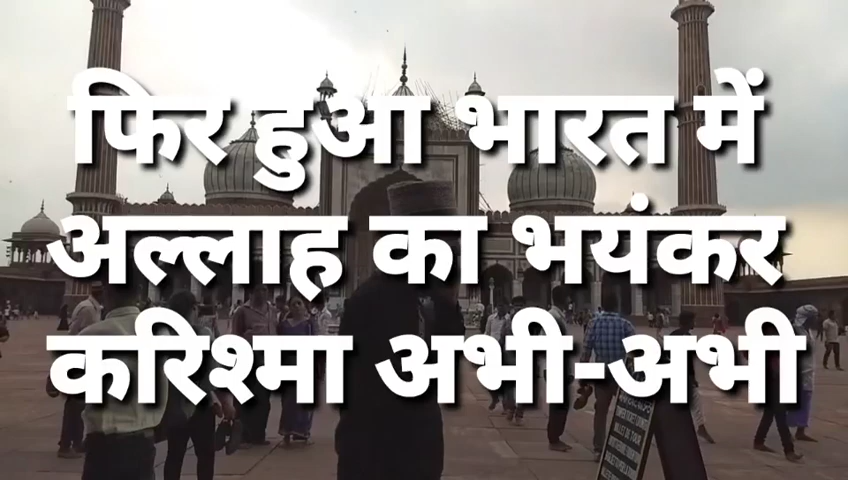 फिर हुआ भारत में
अल्लाह का भयंकर
करिश्मा अभी-अभी